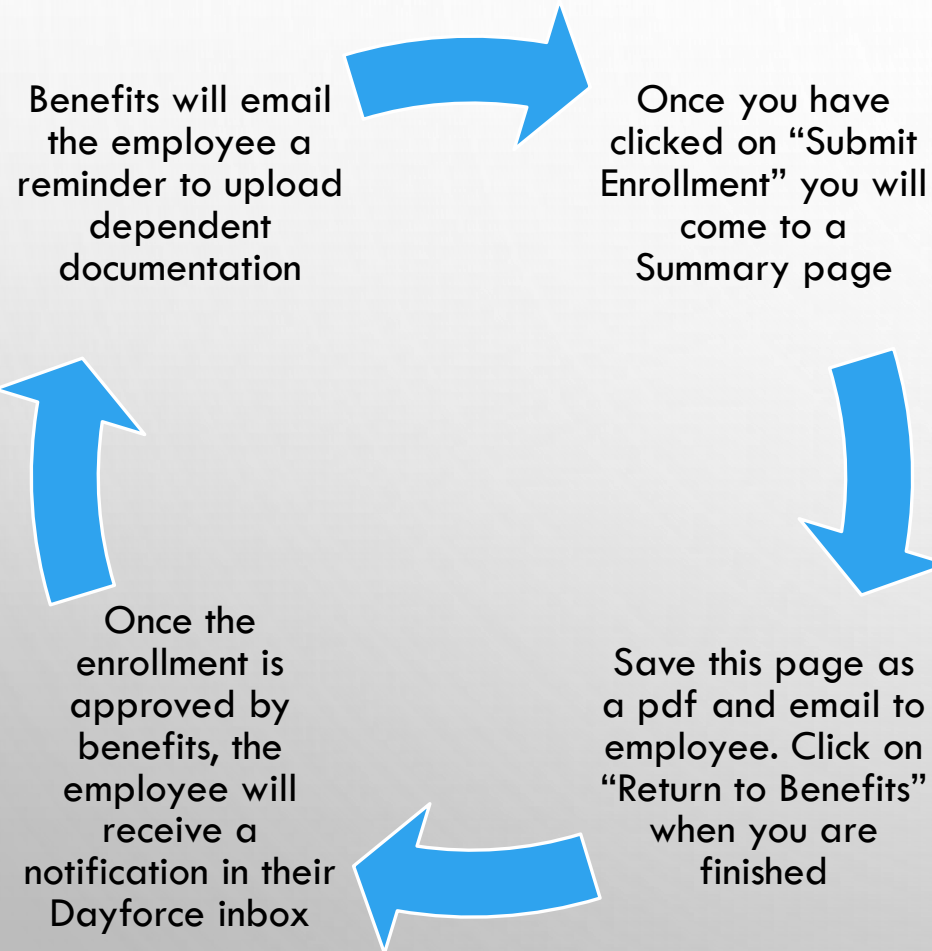 Benefits will email
the employee a
reminder to upload
dependent
documentation
Once you have
clicked on “Submit
Enrollment” you will
come to a
Summary page
Once the
enrollment is
approved by
benefits, the
employee will
receive a
notification in their
Dayforce inbox
Save this page as
a pdf and email to
employee. Click on
“Return to Benefits”
when you are
finished